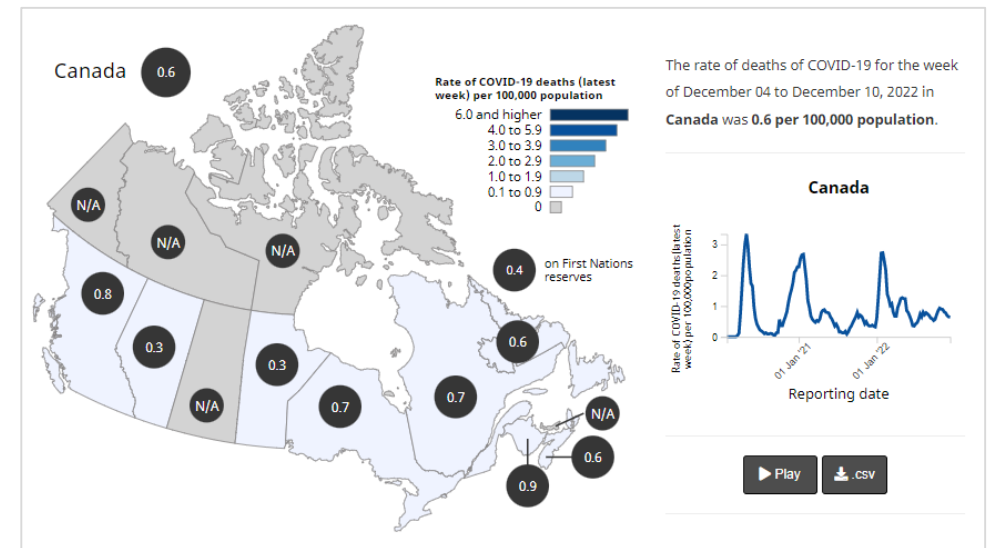 Canada
0.6
Rate of COVID-19 deaths (latest
week) per 100,000 population
6.0 and higher
4.0 to 5.9
3.0 to 3.9
2.0 to 2.9
1.0 to 1.9
0.1 to 0.9
0
N/A
N/A
N/A
0.4
on First Nations
reserves
0.8
0.3
N/A
0.3
0.7
0.7
0.6
N/A
0.6
0.9
The rate of deaths of COVID-19 for the week
of December 04 to December 10, 2022 in
Canada was 0.6 per 100,000 population.
Canada
Rate of COVID-19 deaths (latest
week) per 100,000population
3
2
1
0
01 Jan '21
01 Jan '22
Reporting date
Play
.csv